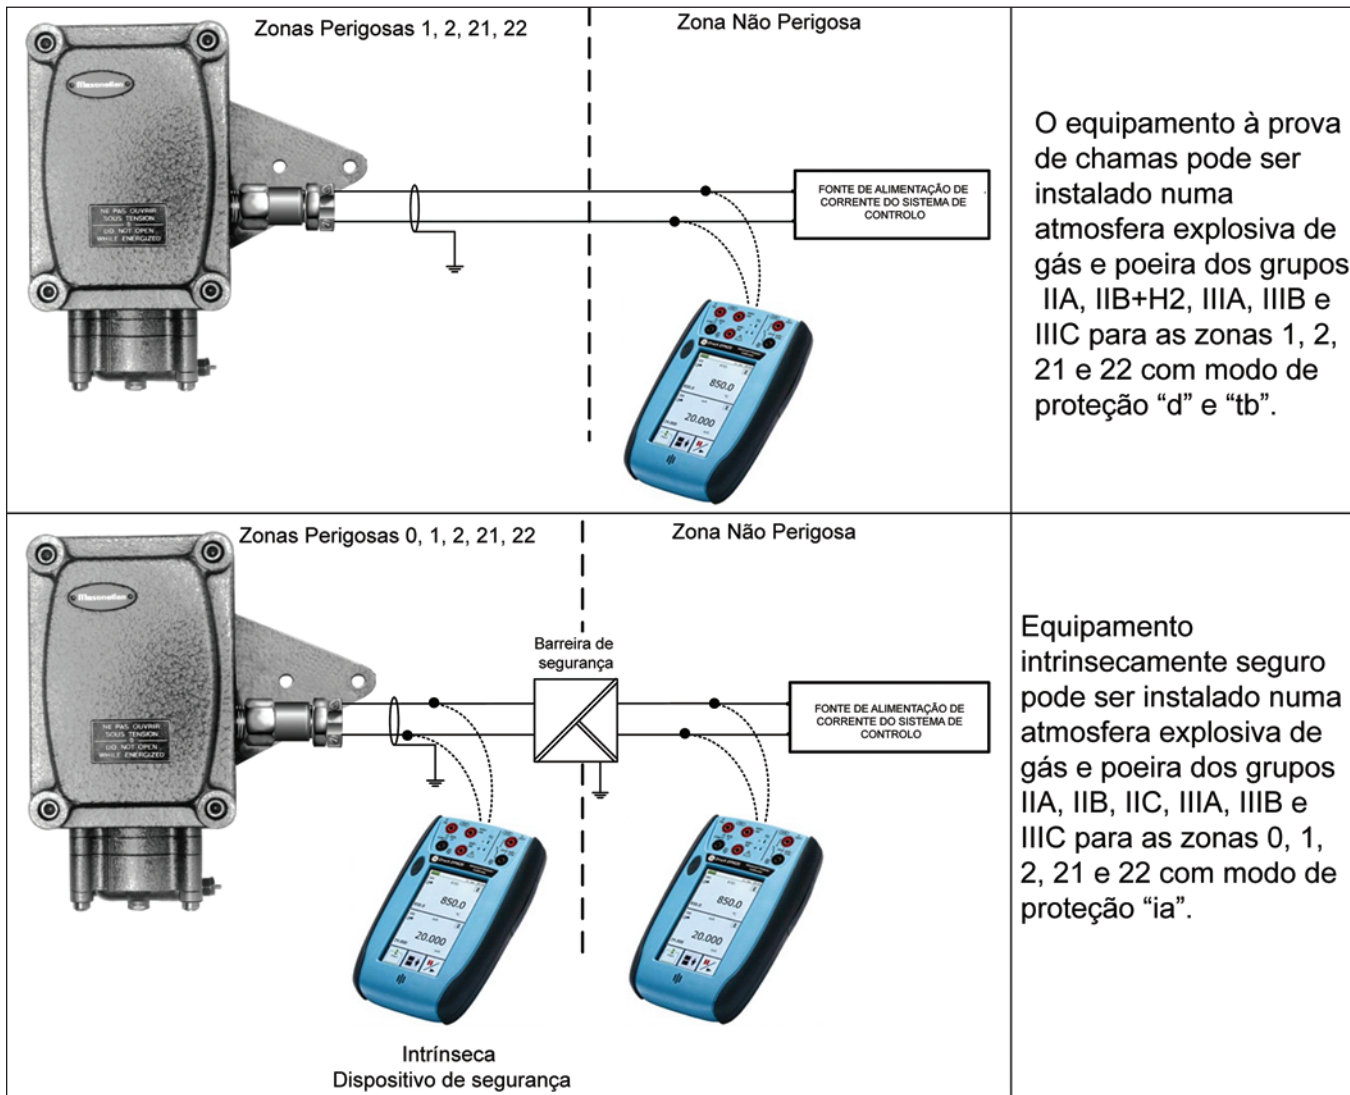 Zonas Perigosas 1, 2, 21, 22
Zona Não Perigosa
Masoneilan
NE PAS OUVRIR
SOUS TENSION
DO NOT OPEN
WHILE ENERGIZED
FONTE DE ALIMENTAÇÃO DE
CORRENTE DO SISTEMA DE
CONTROLO
850.0
20.000
O equipamento à prova
de chamas pode ser
instalado numa
atmosfera explosiva de
gás e poeira dos grupos
IIA, IIB+H2, IIIA, IIIB e
IIIC para as zonas 1, 2,
21 e 22 com modo de
proteção “d” e “tb”.
Zonas Perigosas 0, 1, 2, 21, 22
Zona Não Perigosa
Masoneilan
NE PAS OUVRIR
SOUS TENSION
DO NOT OPEN
WHILE ENERGIZED
Barreira de
segurança
FONTE DE ALIMENTAÇÃO DE
CORRENTE DO SISTEMA DE
CONTROLO
850.0
20.000
850.0
20.000
Intrínseca
Dispositivo de segurança
Equipamento
intrinsecamente seguro
pode ser instalado numa
atmosfera explosiva de
gás e poeira dos grupos
IIA, IIB, IIC, IIIA, IIIB e
IIIC para as zonas 0, 1,
2, 21 e 22 com modo de
proteção “ia”.